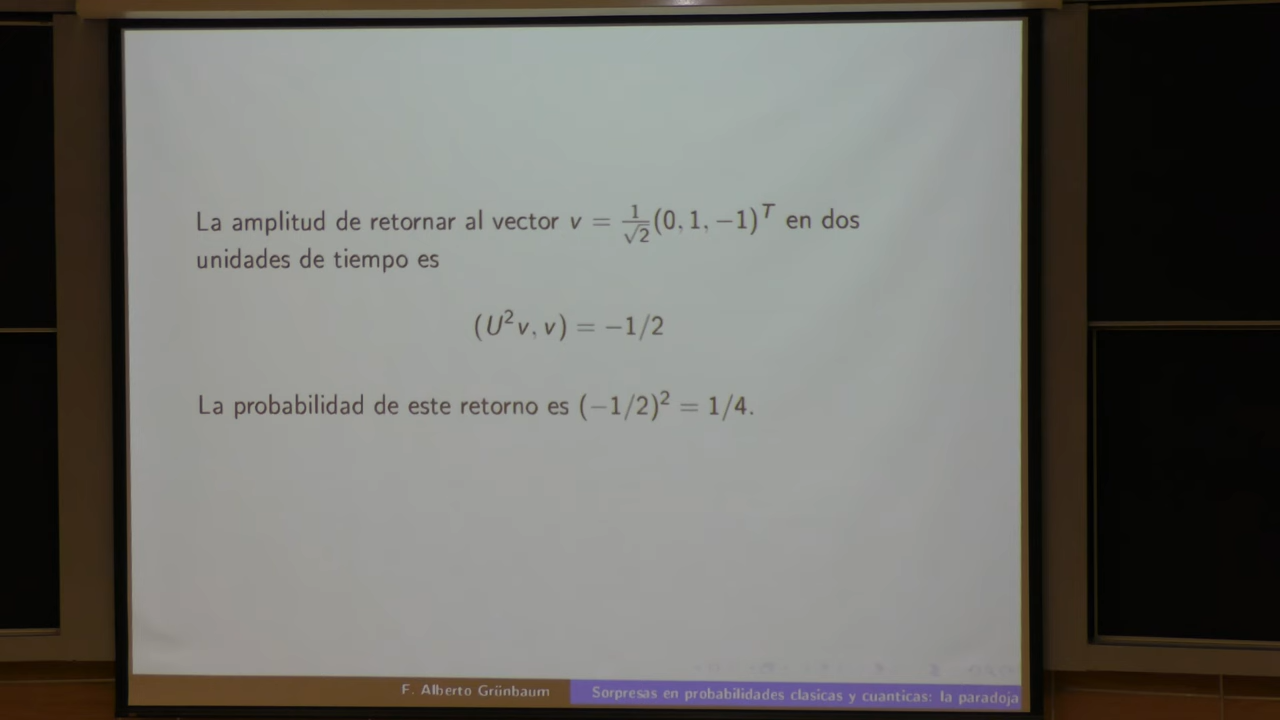 La amplitud de retornar al vector v = 1/√2 (0, 1, −1)^T en dos
unidades de tiempo es
(U²v, v) = −1/2
La probabilidad de este retorno es (−1/2)² = 1/4.
F. Alberto Grünbaum Sorpresas en probabilidades clasicas y cuanticas: la paradoja